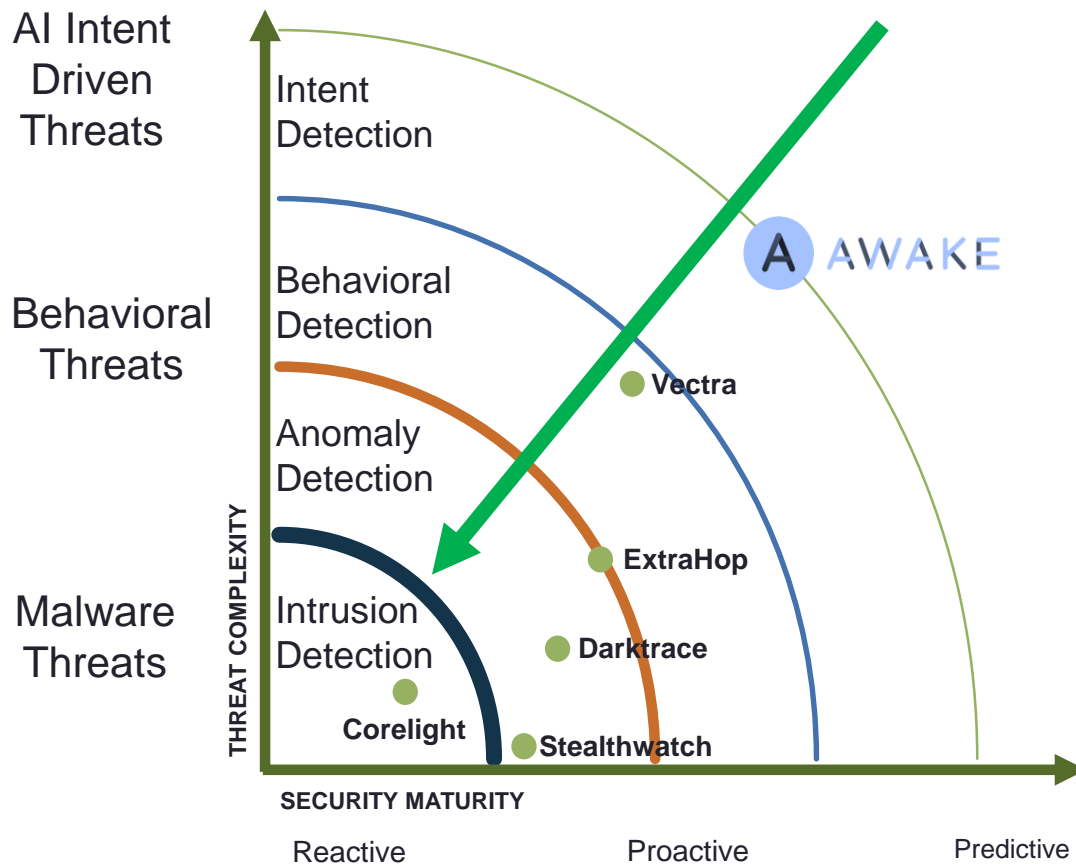 AI Intent
Driven
Threats
Intent
Detection
A AWAKE
Behavioral
Threats
Behavioral
Detection
Vectra
Anomaly
Detection
THREAT COMPLEXITY
ExtraHop
Malware
Threats
Intrusion
Detection
Darktrace
Corelight
Stealthwatch
SECURITY MATURITY
Reactive
Proactive
Predictive